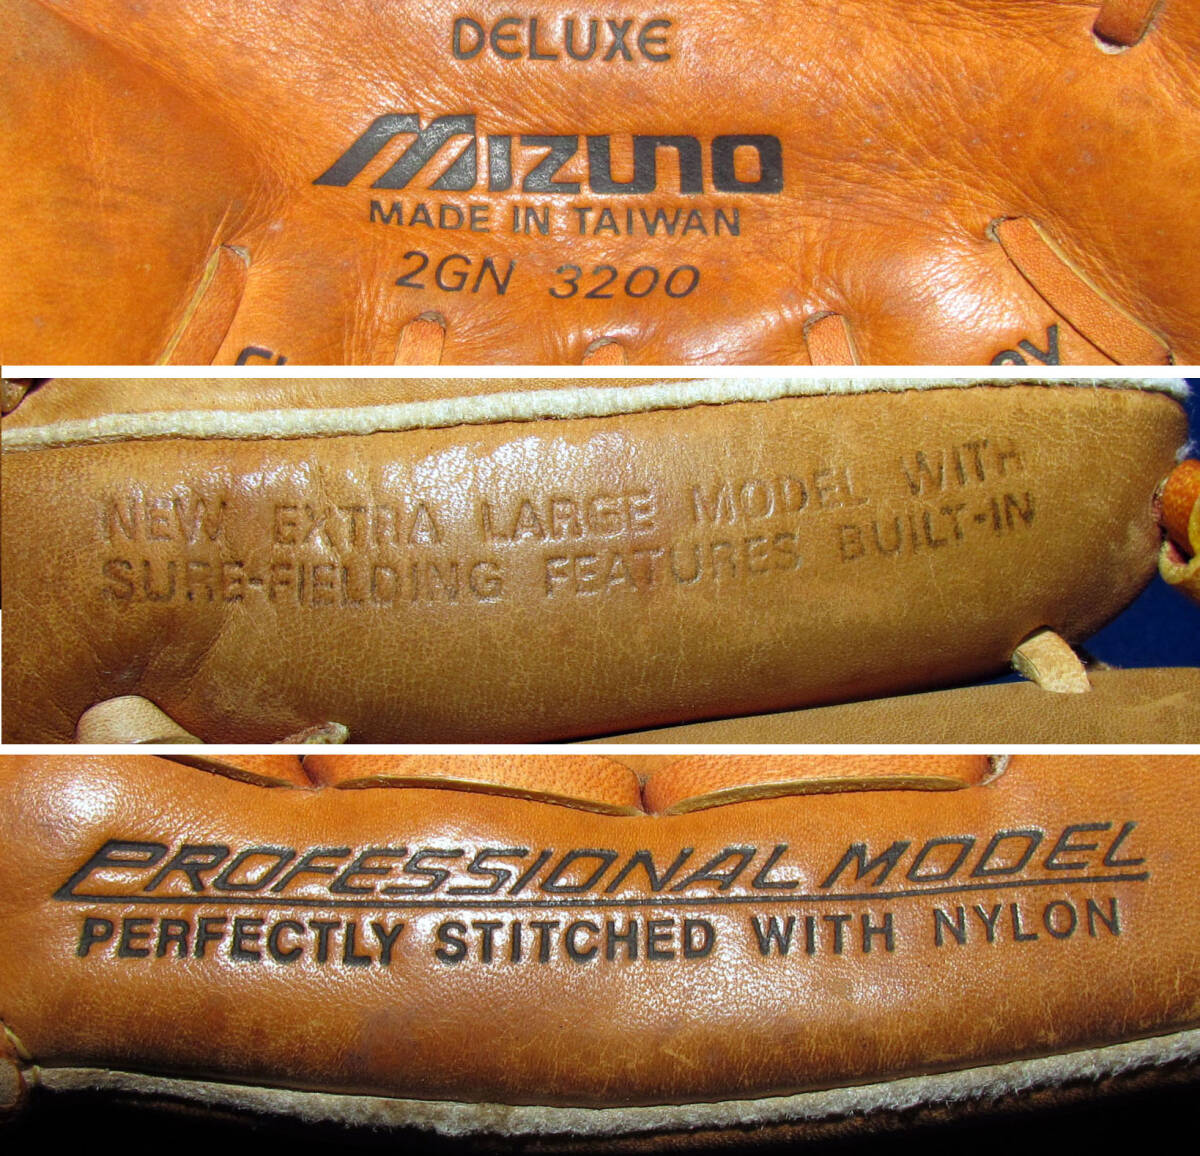 DELUXE
MIZUNO
MADE IN TAIWAN
2GN 3200
NEW EXTRA LARGE MODEL WITH
SURE-FIELDING FEATURES BUILT-IN
PROFESSIONAL MODEL
PERFECTLY STITCHED WITH NYLON